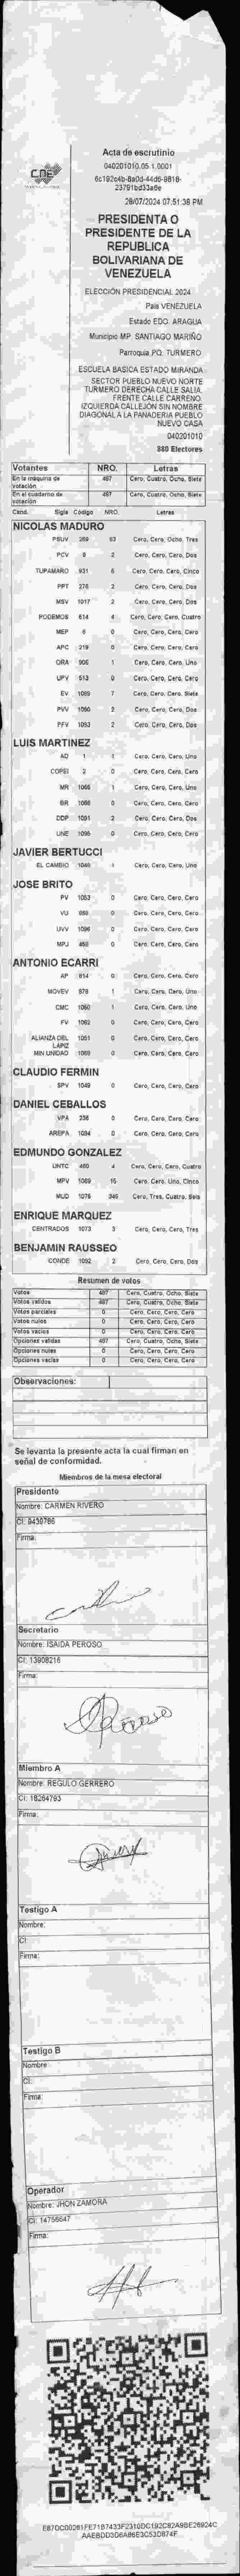 CNE
Acta de escrutinio
040201010.05.1.0001
28/07/2024 07:51:38 PM
PRESIDENTA O
PRESIDENTE DE LA
REPUBLICA
BOLIVARIANA DE
VENEZUELA
ELECCIÓN PRESIDENCIAL 2024
País VENEZUELA
Estado EDO. ARAGUA
Municipio MP. SANTIAGO MARIÑO
Parroquia PQ. TURMERO
ESCUELA BASICA ESTADO MIRANDA
SECTOR PUEBLO NUEVO NORTE
TURMERO DERECHA CALLE SALIA.
FRENTE CALLE CARREÑO.
IZQUIERDA CALLEJÓN SIN NOMBRE
DIAGONAL A LA PANADERIA PUEBLO
NUEVO CASA
040201010
880 Electores
Votantes NRO. Letras
En la máquina de votación 487 Cero, Cuatro, Ocho, Siete
En el cuaderno de votación 487 Cero, Cuatro, Ocho, Siete
Cand. Sigla Código NRO. Letras
NICOLAS MADURO
PSUV 269 83 Cero, Cero, Ocho, Tres
PCV 9 2 Cero, Cero, Cero, Dos
TUPAMARO 931 5 Cero, Cero, Cero, Cinco
PPT 276 2 Cero, Cero, Cero, Dos
MSV 1017 2 Cero, Cero, Cero, Dos
PODEMOS 614 4 Cero, Cero, Cero, Cuatro
MEP 6 0 Cero, Cero, Cero, Cero
APC 219 0 Cero, Cero, Cero, Cero
ORA 906 1 Cero, Cero, Cero, Uno
UPV 513 0 Cero, Cero, Cero, Cero
EV 1089 7 Cero, Cero, Cero, Siete
PVV 1090 2 Cero, Cero, Cero, Dos
PFV 1093 2 Cero, Cero, Cero, Dos
LUIS MARTINEZ
AD 1 1 Cero, Cero, Cero, Uno
COPEI 2 0 Cero, Cero, Cero, Cero
MR 1066 1 Cero, Cero, Cero, Uno
BR 1068 0 Cero, Cero, Cero, Cero
DDP 1091 2 Cero, Cero, Cero, Dos
UNE 1095 0 Cero, Cero, Cero, Cero
JAVIER BERTUCCI
EL CAMBIO 1048 1 Cero, Cero, Cero, Uno
JOSE BRITO
PV 1053 0 Cero, Cero, Cero, Cero
VU 0 Cero, Cero, Cero, Cero
UVV 1096 0 Cero, Cero, Cero, Cero
MPJ 458 0 Cero, Cero, Cero, Cero
ANTONIO ECARRI
AP 814 0 Cero, Cero, Cero, Cero
MOVEV 878 1 Cero, Cero, Cero, Uno
CMC 1050 1 Cero, Cero, Cero, Uno
FV 1062 0 Cero, Cero, Cero, Cero
ALIANZA DEL LÁPIZ 1051 0 Cero, Cero, Cero, Cero
MIN UNIDAD 1069 0 Cero, Cero, Cero, Cero
CLAUDIO FERMIN
SPV 1049 0 Cero, Cero, Cero, Cero
DANIEL CEBALLOS
VPA 236 0 Cero, Cero, Cero, Cero
AREPA 1094 0 Cero, Cero, Cero, Cero
EDMUNDO GONZALEZ
UNTC 460 4 Cero, Cero, Cero, Cuatro
MPV 1069 15 Cero, Cero, Uno, Cinco
MUD 1075 346 Cero, Tres, Cuatro, Seis
ENRIQUE MARQUEZ
CENTRADOS 1073 3 Cero, Cero, Cero, Tres
BENJAMIN RAUSSEO
CONDE 1092 2 Cero, Cero, Cero, Dos
Resumen de votos
Votos 487 Cero, Cuatro, Ocho, Siete
Votos válidos 487 Cero, Cuatro, Ocho, Siete
Votos parciales 0 Cero, Cero, Cero, Cero
Votos nulos 0 Cero, Cero, Cero, Cero
Votos vacíos 0 Cero, Cero, Cero, Cero
Opciones válidas 487 Cero, Cuatro, Ocho, Siete
Opciones nulas 0 Cero, Cero, Cero, Cero
Opciones vacías 0 Cero, Cero, Cero, Cero
Observaciones:
Se levanta la presente acta la cual firman en
señal de conformidad.
Miembros de la mesa electoral
Presidente
Nombre: CARMEN RIVERO
CI: 9430786
Firma:
Secretario
Nombre: ISAIDA PEROSO
CI: 13908216
Firma:
Miembro A
Nombre: REGULO GERRERO
CI: 18264793
Firma:
Testigo A
Nombre:
CI:
Firma:
Testigo B
Nombre:
CI:
Firma:
Operador
Nombre: JHON ZAMORA
CI: 14756647
Firma: